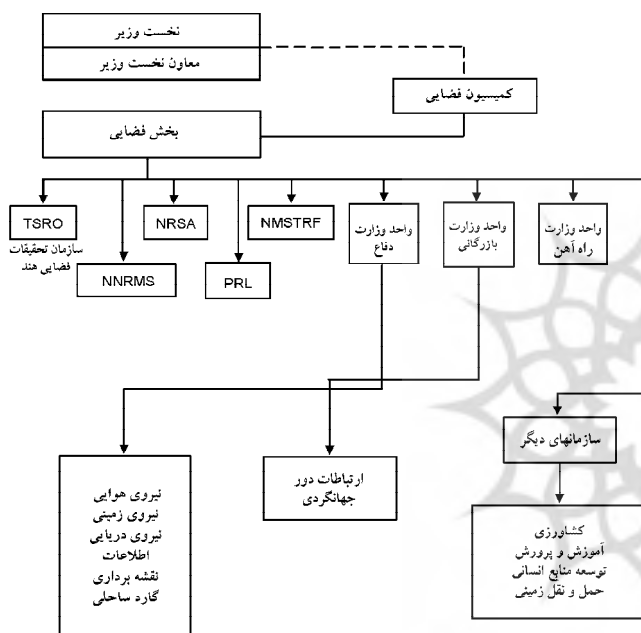 نخست وزیر
معاون نخست وزیر
کمیسیون فضایی
بخش فضایی
TSRO
سازمان تحقیقات
فضایی هند
NNRMS
NRSA
PRL
NMSTRF
واحد وزارت
دفاع
واحد وزارت
بازرگانی
واحد وزارت
راه آهن
سازمانهای دیگر
نیروی هوایی
نیروی زمینی
نیروی دریایی
اطلاعات
نقشه برداری
گارد ساحلی
ارتباطات دور
جهانگردی
کشاورزی
آموزش و پرورش
توسعه منابع انسانی
حمل و نقل زمینی